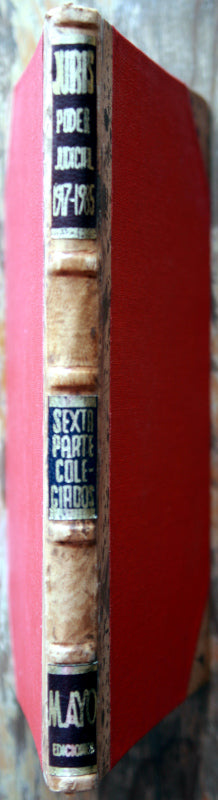 JURIS
PODER
JUDICIAL
1917-1985
SEXTA
PARTE
COLE-
GIADOS
MAYO
EDICIONES